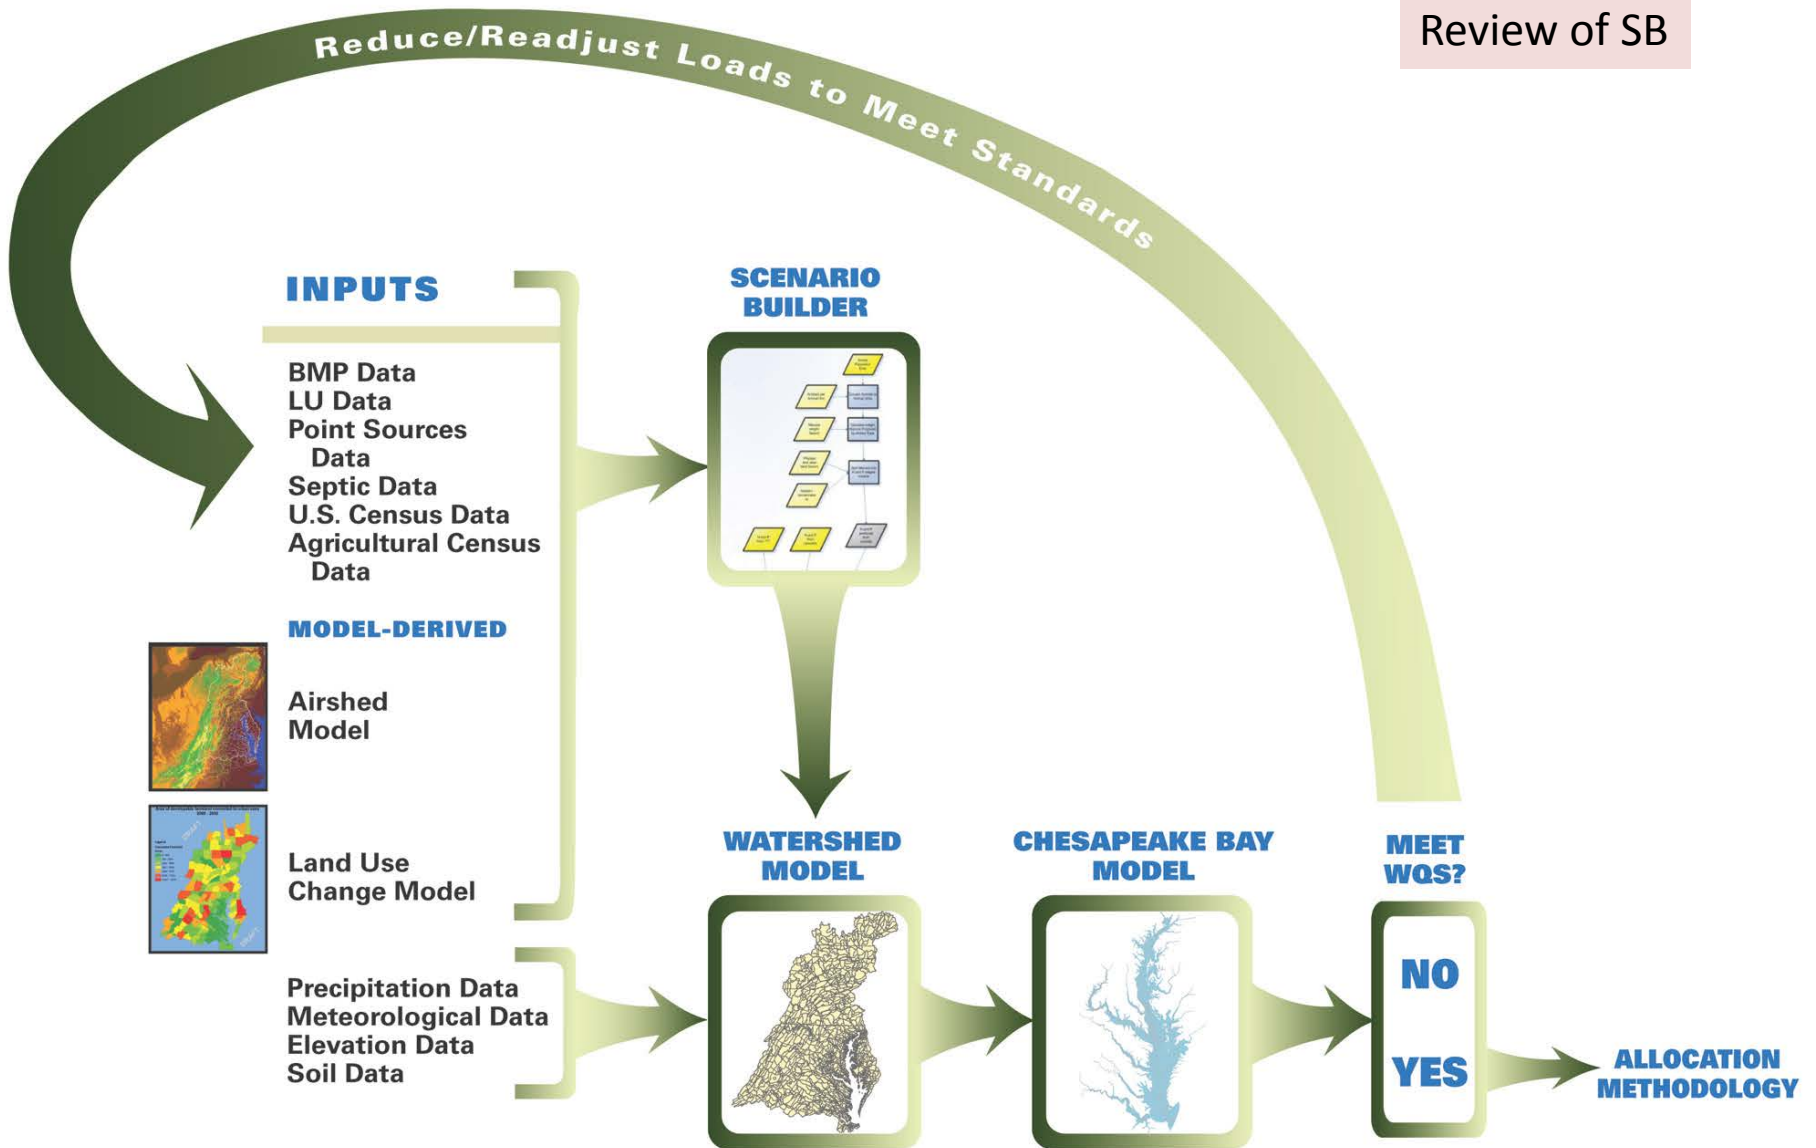 Review of SB
Reduce/Readjust Loads to Meet Standards
INPUTS
BMP Data
LU Data
Point Sources
Data
Septic Data
U.S. Census Data
Agricultural Census
Data
MODEL-DERIVED
Airshed
Model
Land Use
Change Model
Precipitation Data
Meteorological Data
Elevation Data
Soil Data
SCENARIO
BUILDER
WATERSHED
MODEL
CHESAPEAKE BAY
MODEL
MEET
WQS?
NO
YES
ALLOCATION
METHODOLOGY